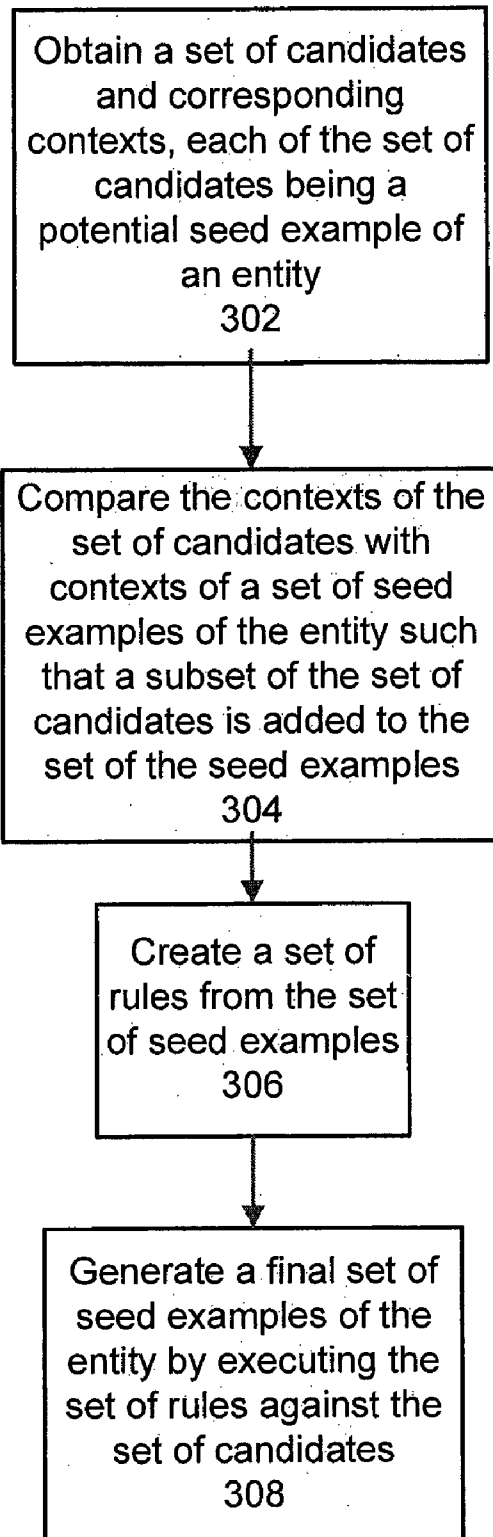 Obtain a set of candidates
and corresponding
contexts, each of the set of
candidates being a
potential seed example of
an entity
302
Compare the contexts of the
set of candidates with
contexts of a set of seed
examples of the entity such
that a subset of the set of
candidates is added to the
set of the seed examples
304
Create a set of
rules from the set
of seed examples
306
Generate a final set of
seed examples of the
entity by executing the
set of rules against the
set of candidates
308